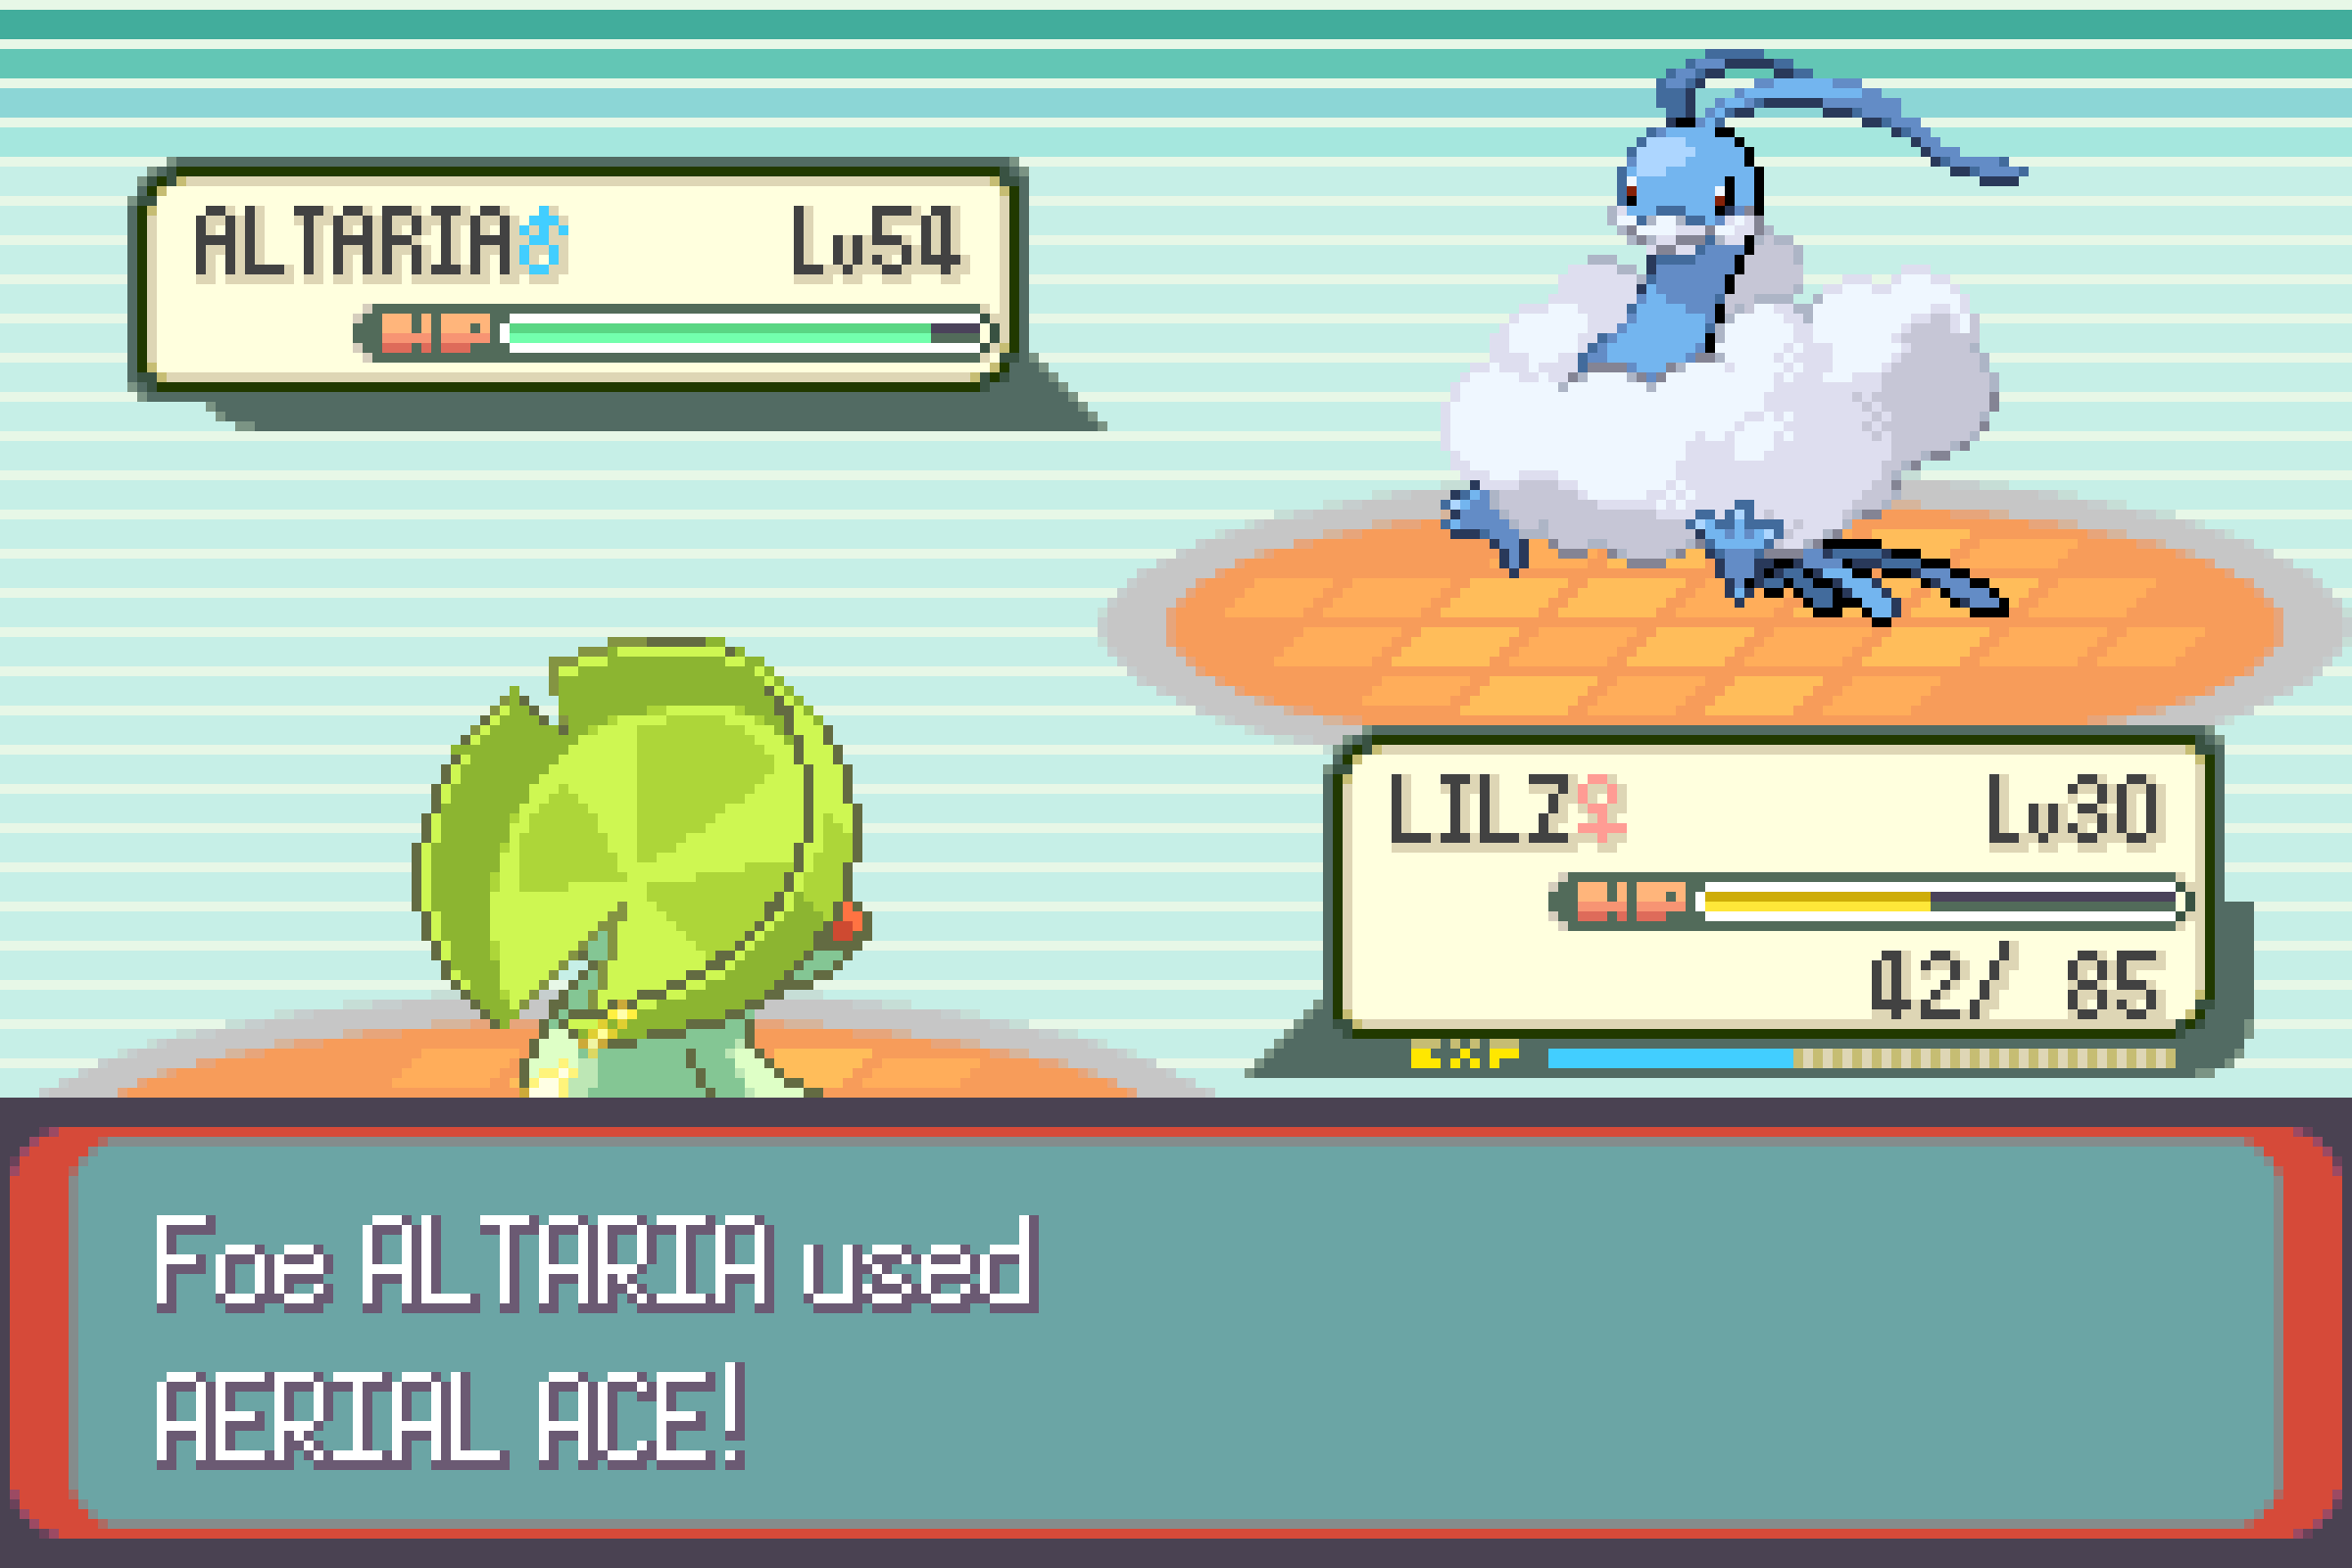 ALTARIA♂ Lv54
HP
LILZ♀ Lv30
HP
42/ 85
EXP
Foe ALTARIA used
AERIAL ACE!